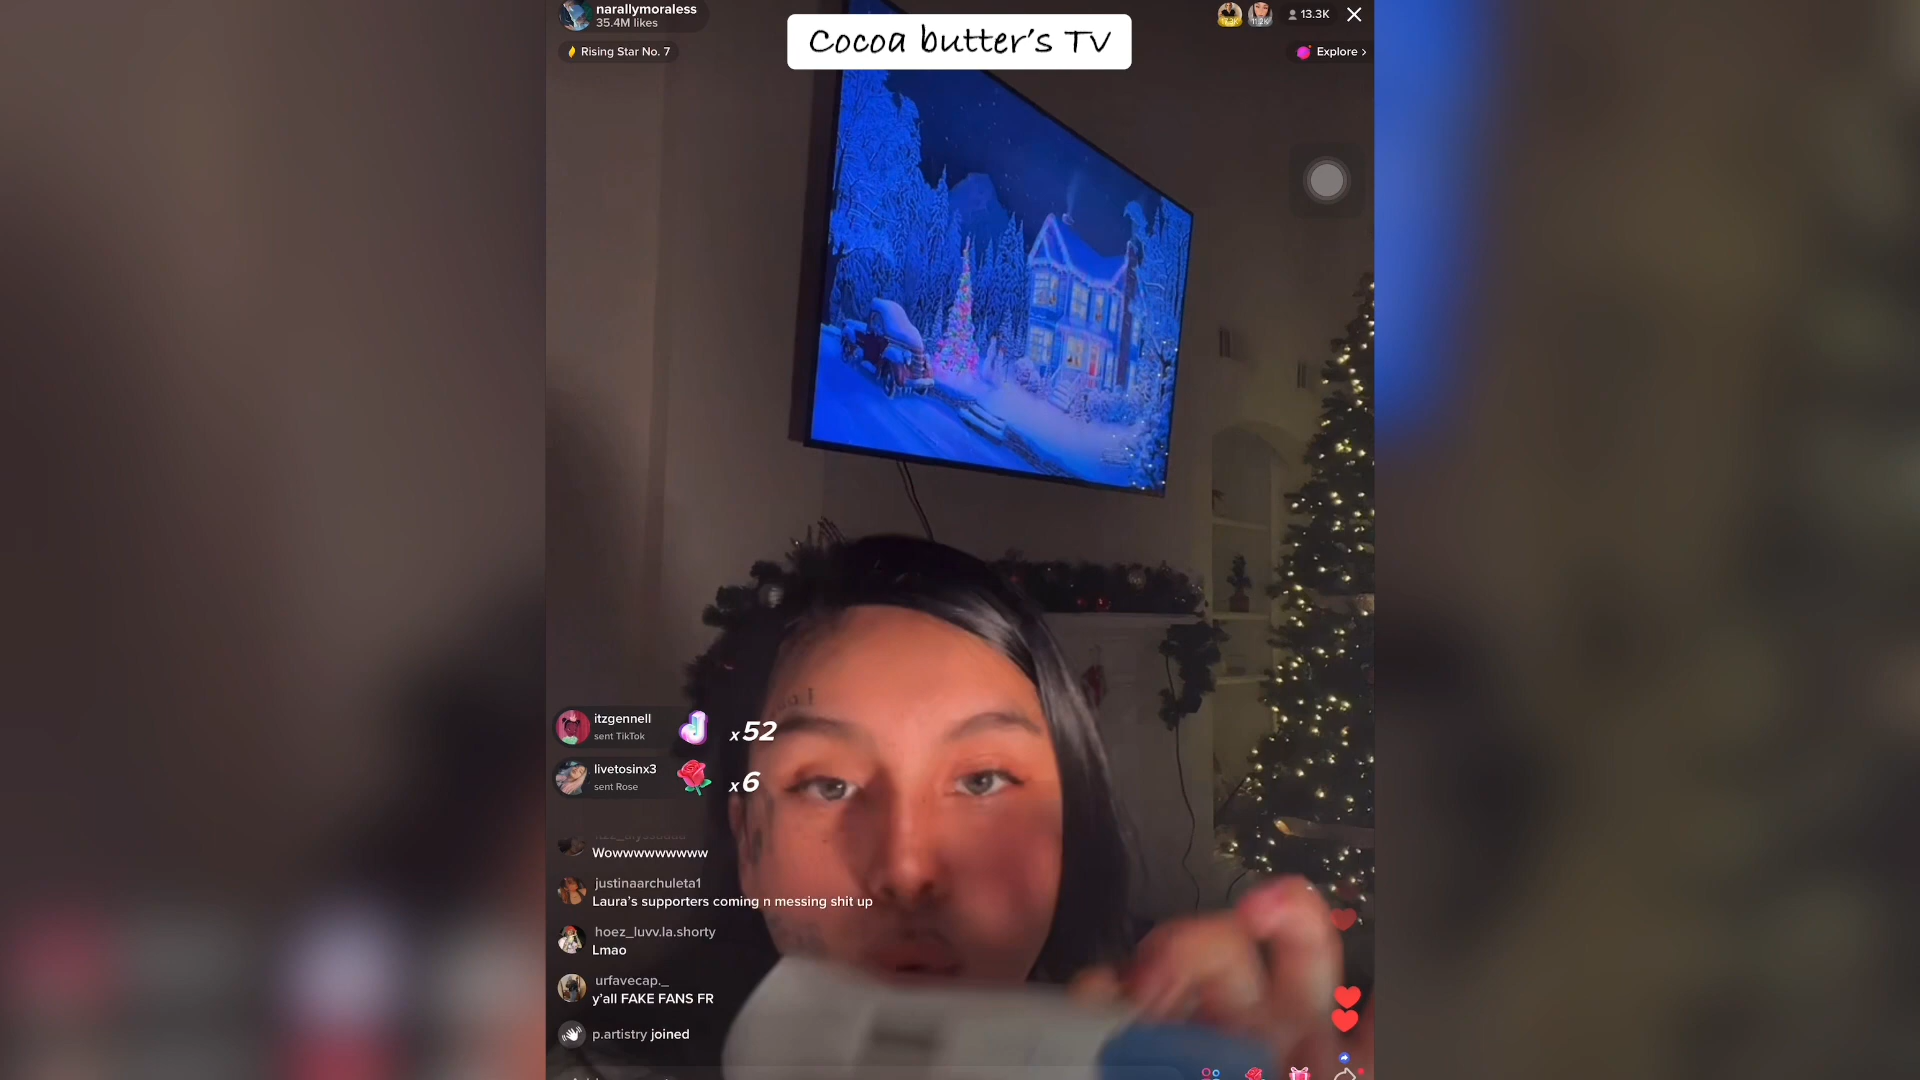 narallymoraless
35.4M likes
Rising Star No. 7
Cocoa butter's TV
13.3K
Explore >
itzgennell
sent TikTok
x52
livetosinx3
sent Rose
x6
Wowwwwwwwww
justinaarchuleta1
Laura's supporters coming n messing shit up
hoez_luvv.la.shorty
Lmao
urfavecap._
y'all FAKE FANS FR
p.artistry joined